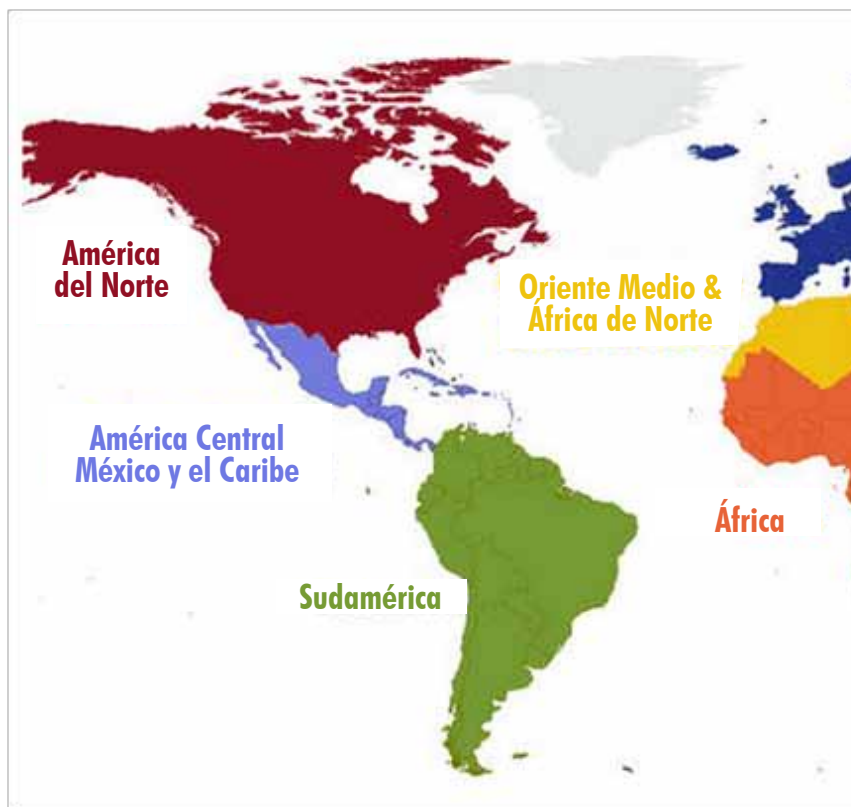 América
del Norte
Oriente Medio &
África de Norte
América Central
México y el Caribe
África
Sudamérica